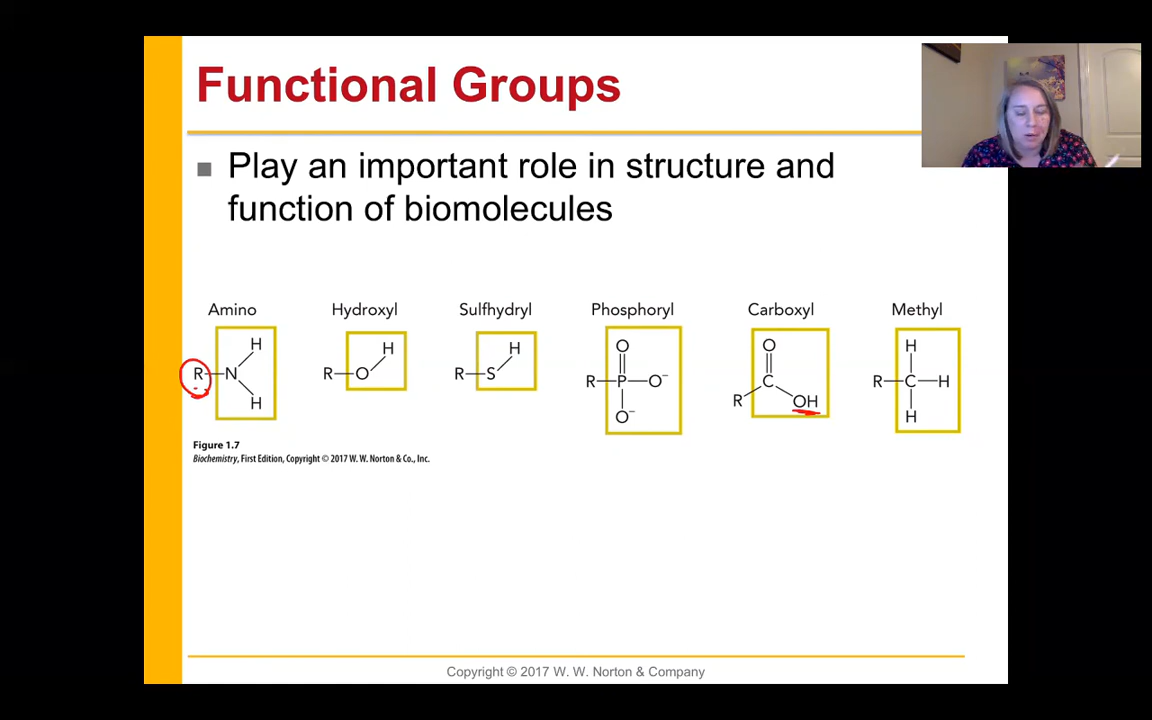 Functional Groups
Play an important role in structure and
function of biomolecules
Amino Hydroxyl Sulfhydryl Phosphoryl Carboxyl Methyl
H H H O O H
R—N R—O R—S R—P—O⁻ C R—C—H
H O⁻ R OH H
Figure 1.7
Biochemistry, First Edition, Copyright © 2017 W. W. Norton & Co., Inc.
Copyright © 2017 W. W. Norton & Company